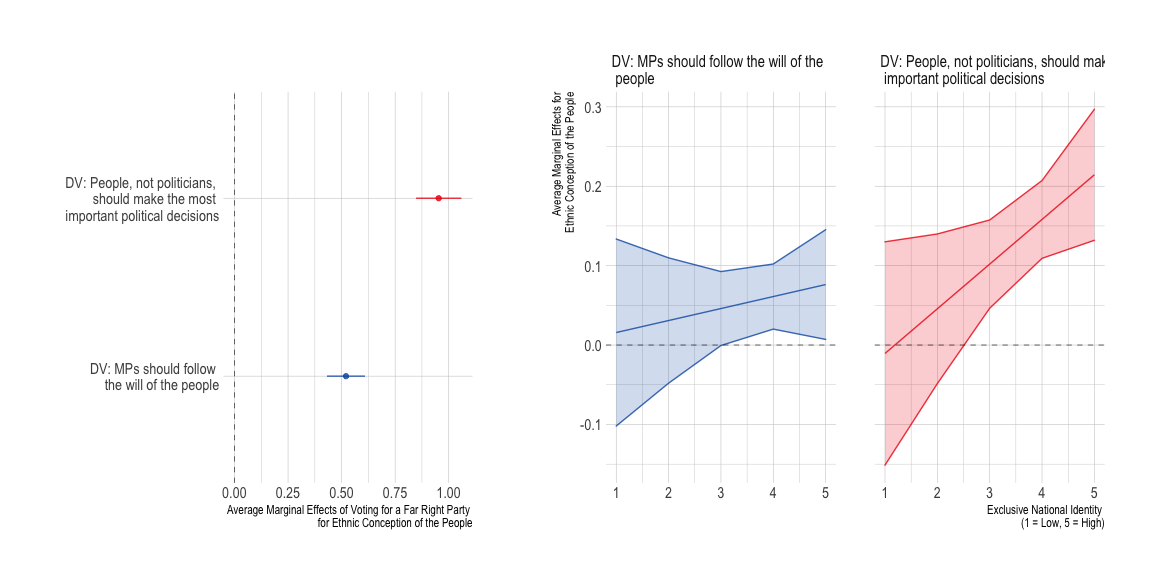 DV: People, not politicians,
should make the most
important political decisions
DV: MPs should follow
the will of the people
0.00 0.25 0.50 0.75 1.00
Average Marginal Effects of Voting for a Far Right Party
for Ethnic Conception of the People
DV: MPs should follow the will of the
people
Average Marginal Effects for
Ethnic Conception of the People
0.3
0.2
0.1
0.0
-0.1
1 2 3 4 5
DV: People, not politicians, should mak
important political decisions
1 2 3 4 5
Exclusive National Identity
(1 = Low, 5 = High)